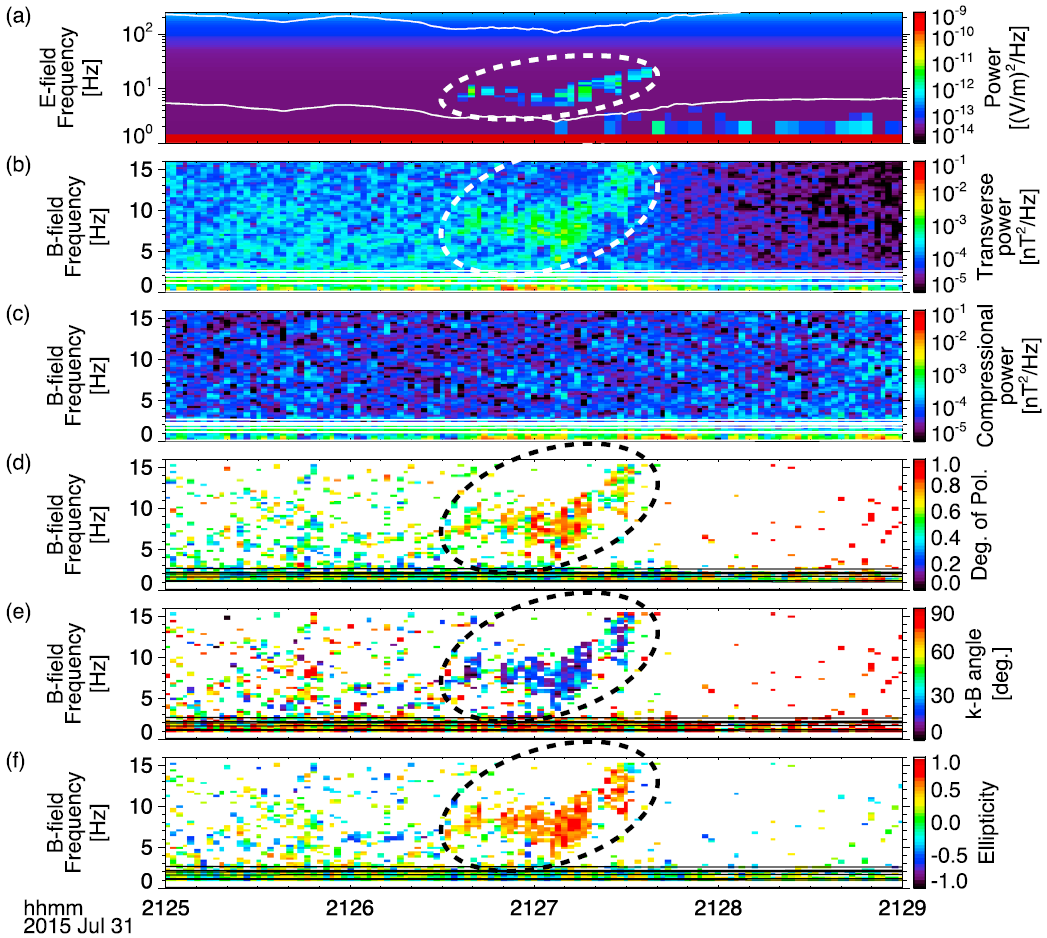 (a)
E-field
Frequency
[Hz]
10²
10¹
10⁰
10⁻⁹
10⁻¹⁰
10⁻¹¹
10⁻¹²
10⁻¹³
10⁻¹⁴
Power
[(V/m)²/Hz]
(b)
B-field
Frequency
[Hz]
15
10
5
0
10⁻¹
10⁻²
10⁻³
10⁻⁴
10⁻⁵
Transverse
power
[nT²/Hz]
(c)
B-field
Frequency
[Hz]
15
10
5
0
10⁻¹
10⁻²
10⁻³
10⁻⁴
10⁻⁵
Compressional
power
[nT²/Hz]
(d)
B-field
Frequency
[Hz]
15
10
5
0
1.0
0.8
0.6
0.4
0.2
0.0
Deg. of Pol.
(e)
B-field
Frequency
[Hz]
15
10
5
0
90
60
30
0
k-B angle
[deg.]
(f)
B-field
Frequency
[Hz]
15
10
5
0
1.0
0.5
0.0
-0.5
-1.0
Ellipticity
hhmm 2125 2126 2127 2128 2129
2015 Jul 31